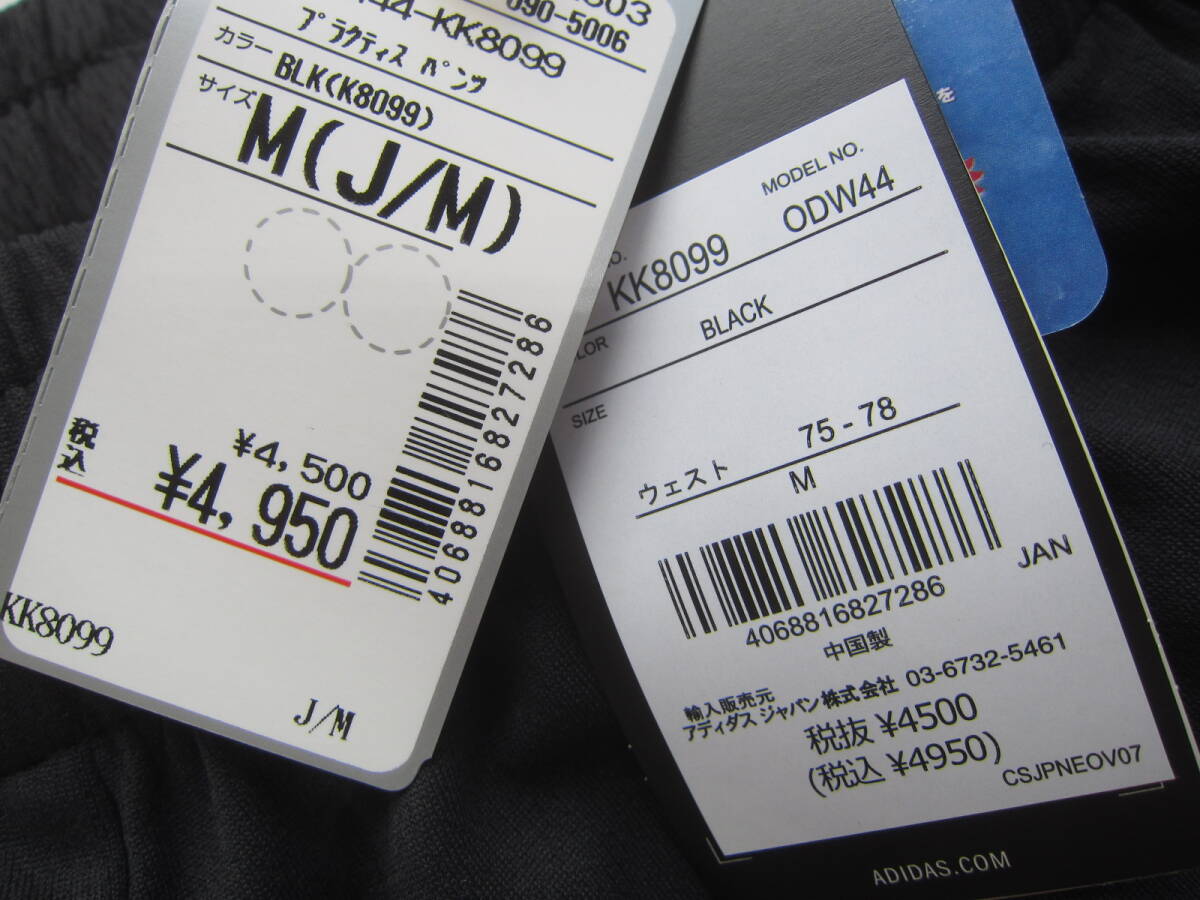 303
090-5006
44-KK8099
プラクティス パンツ
カラー
BLK(K8099)
サイズ
M(J/M)
4068816827286
¥4,500
税込
¥4,950
KK8099
J/M
を
MODEL NO.
ODW44
KK8099
BLACK
SIZE
ウェスト 75 - 78
M
4068816827286
JAN
中国製
輸入販売元
アディダス ジャパン株式会社 03-6732-5461
税抜 ¥4500
(税込 ¥4950)
CSJPNEOV07
ADIDAS.COM